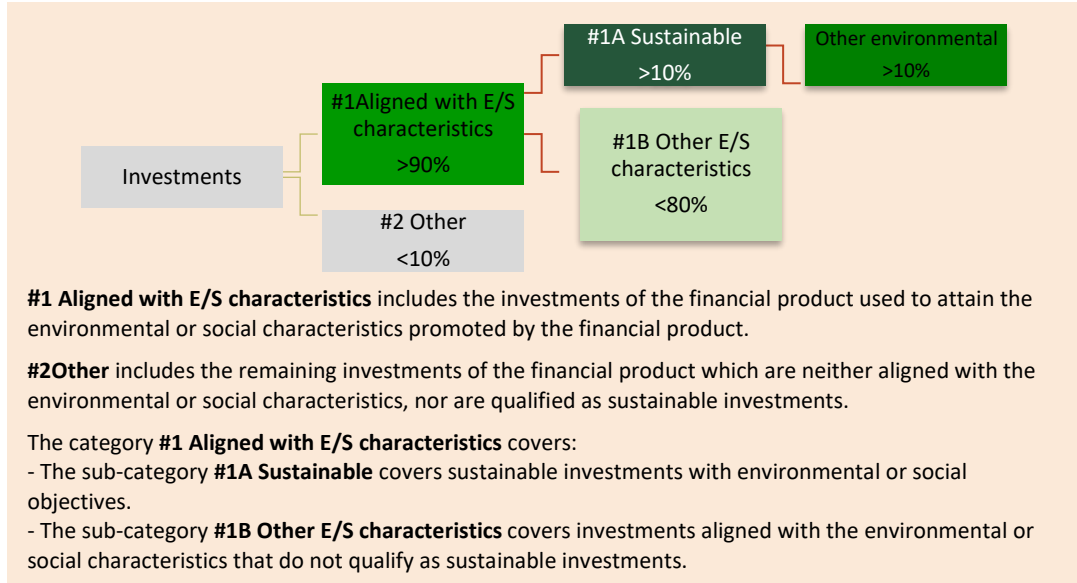 #1A Sustainable
>10%
Other environmental
>10%
#1Aligned with E/S
characteristics
>90%
#1B Other E/S
characteristics
<80%
Investments
#2 Other
<10%
#1 Aligned with E/S characteristics includes the investments of the financial product used to attain the
environmental or social characteristics promoted by the financial product.
#2Other includes the remaining investments of the financial product which are neither aligned with the
environmental or social characteristics, nor are qualified as sustainable investments.
The category #1 Aligned with E/S characteristics covers:
- The sub-category #1A Sustainable covers sustainable investments with environmental or social
objectives.
- The sub-category #1B Other E/S characteristics covers investments aligned with the environmental or
social characteristics that do not qualify as sustainable investments.